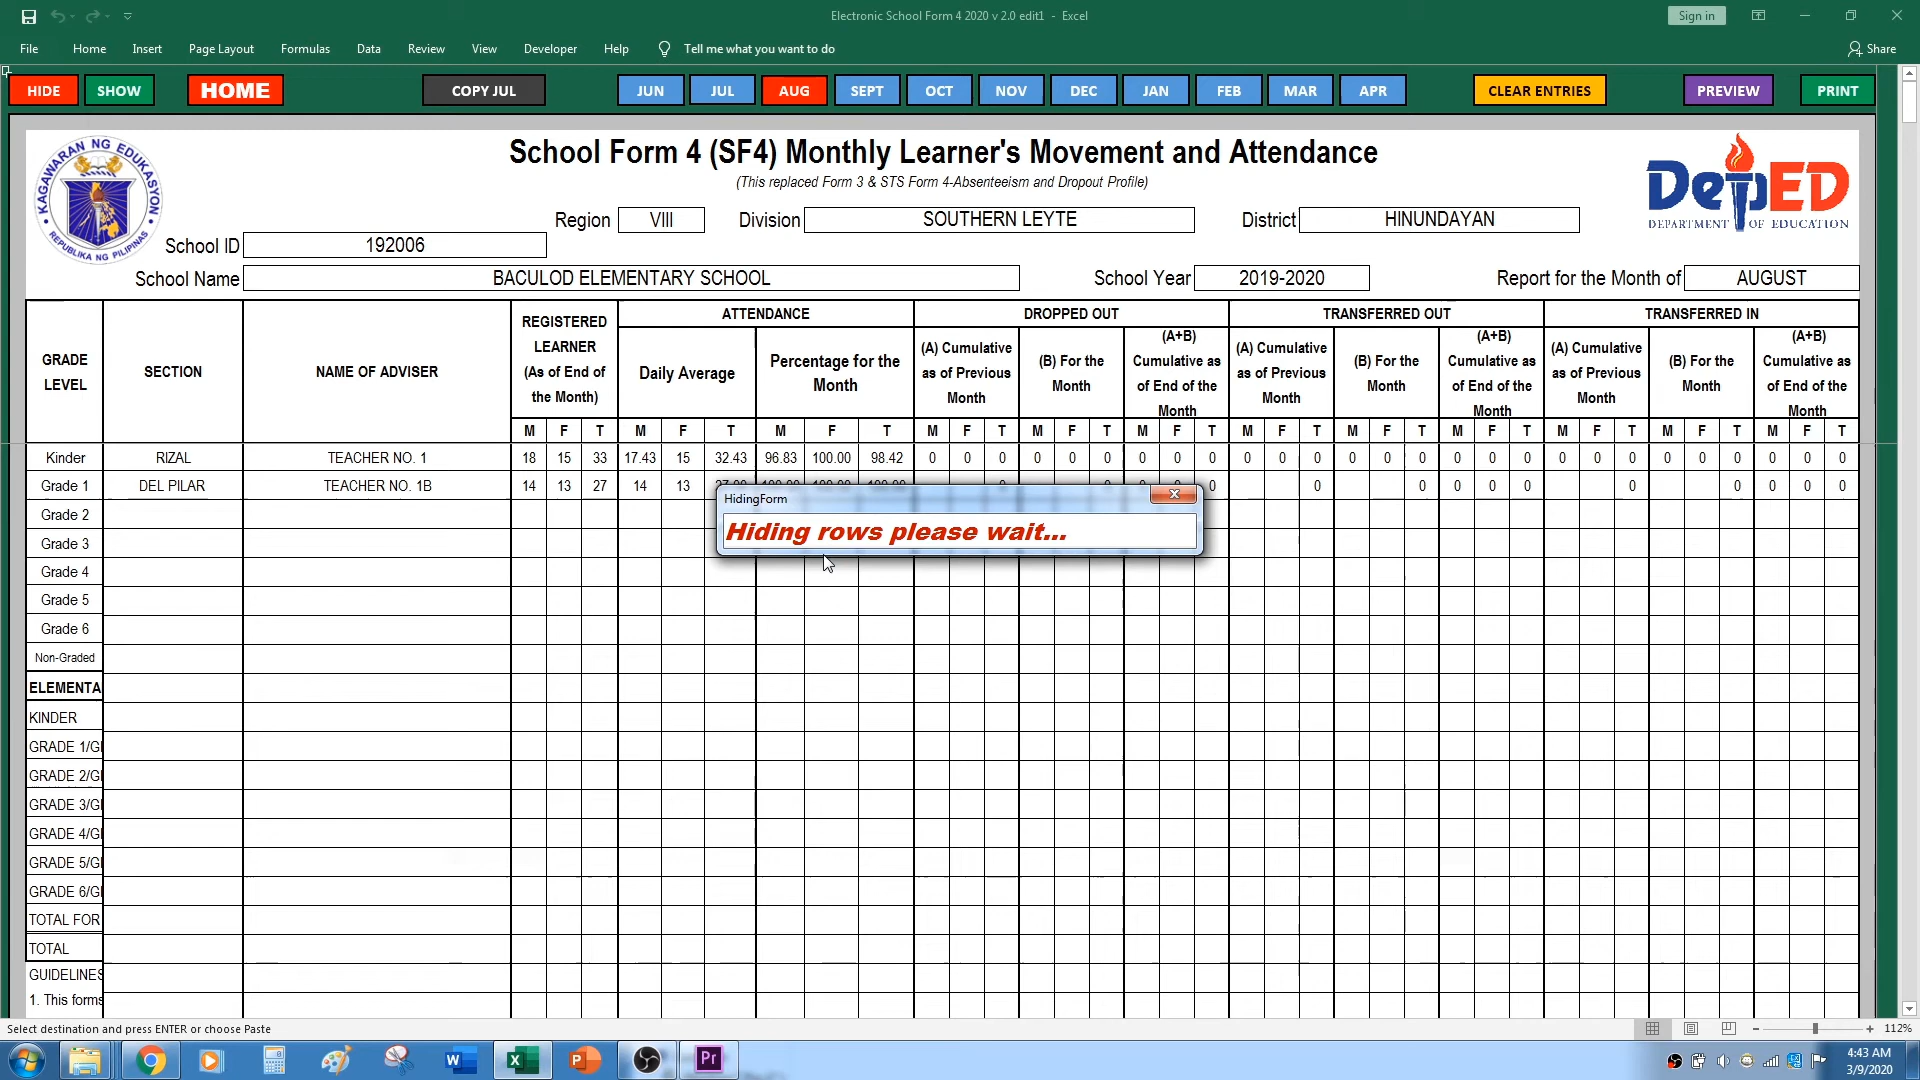 Electronic School Form 4 2020 v 2.0 edit1 - Excel
Sign in
File Home Insert Page Layout Formulas Data Review View Developer Help Tell me what you want to do Share
HIDE SHOW HOME COPY JUL JUN JUL AUG SEPT OCT NOV DEC JAN FEB MAR APR CLEAR ENTRIES PREVIEW PRINT
KAGAWARAN NG EDUKASYON
REPUBLIKA NG PILIPINAS
School Form 4 (SF4) Monthly Learner's Movement and Attendance
(This replaced Form 3 & STS Form 4-Absenteeism and Dropout Profile)
DepED
DEPARTMENT OF EDUCATION
Region VIII Division SOUTHERN LEYTE District HINUNDAYAN
School ID 192006
School Name BACULOD ELEMENTARY SCHOOL School Year 2019-2020 Report for the Month of AUGUST
GRADE LEVEL
SECTION
NAME OF ADVISER
REGISTERED LEARNER (As of End of the Month)
ATTENDANCE
DROPPED OUT
TRANSFERRED OUT
TRANSFERRED IN
Daily Average
Percentage for the Month
(A) Cumulative as of Previous Month
(B) For the Month
(A+B) Cumulative as of End of the Month
(A) Cumulative as of Previous Month
(B) For the Month
(A+B) Cumulative as of End of the Month
(A) Cumulative as of Previous Month
(B) For the Month
(A+B) Cumulative as of End of the Month
M F T M F T M F T M F T M F T M F T M F T M F T M F T M F T M F T M F T
Kinder RIZAL TEACHER NO. 1 18 15 33 17.43 15 32.43 96.83 100.00 98.42 0 0 0 0 0 0 0 0 0 0 0 0 0 0 0 0 0 0 0 0 0 0 0 0 0 0 0
Grade 1 DEL PILAR TEACHER NO. 1B 14 13 27 14 13 0 0 0 0 0 0 0 0 0 0 0 0
HidingForm
Hiding rows please wait...
Grade 2
Grade 3
Grade 4
Grade 5
Grade 6
Non-Graded
ELEMENTA
KINDER
GRADE 1/GI
GRADE 2/GI
GRADE 3/GI
GRADE 4/GI
GRADE 5/GI
GRADE 6/GI
TOTAL FOR
TOTAL
GUIDELINES
1. This forms
Select destination and press ENTER or choose Paste
112%
4:43 AM
3/9/2020